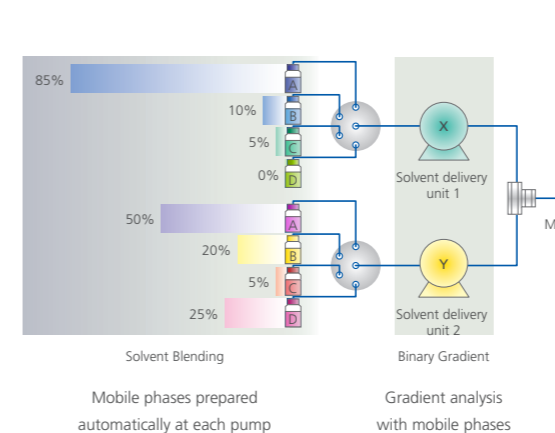 85%
A
10%
B
5%
C
0%
D
X
Solvent delivery
unit 1
50%
A
20%
B
5%
C
25%
D
Y
Solvent delivery
unit 2
M
Solvent Blending
Binary Gradient
Mobile phases prepared
automatically at each pump
Gradient analysis
with mobile phases